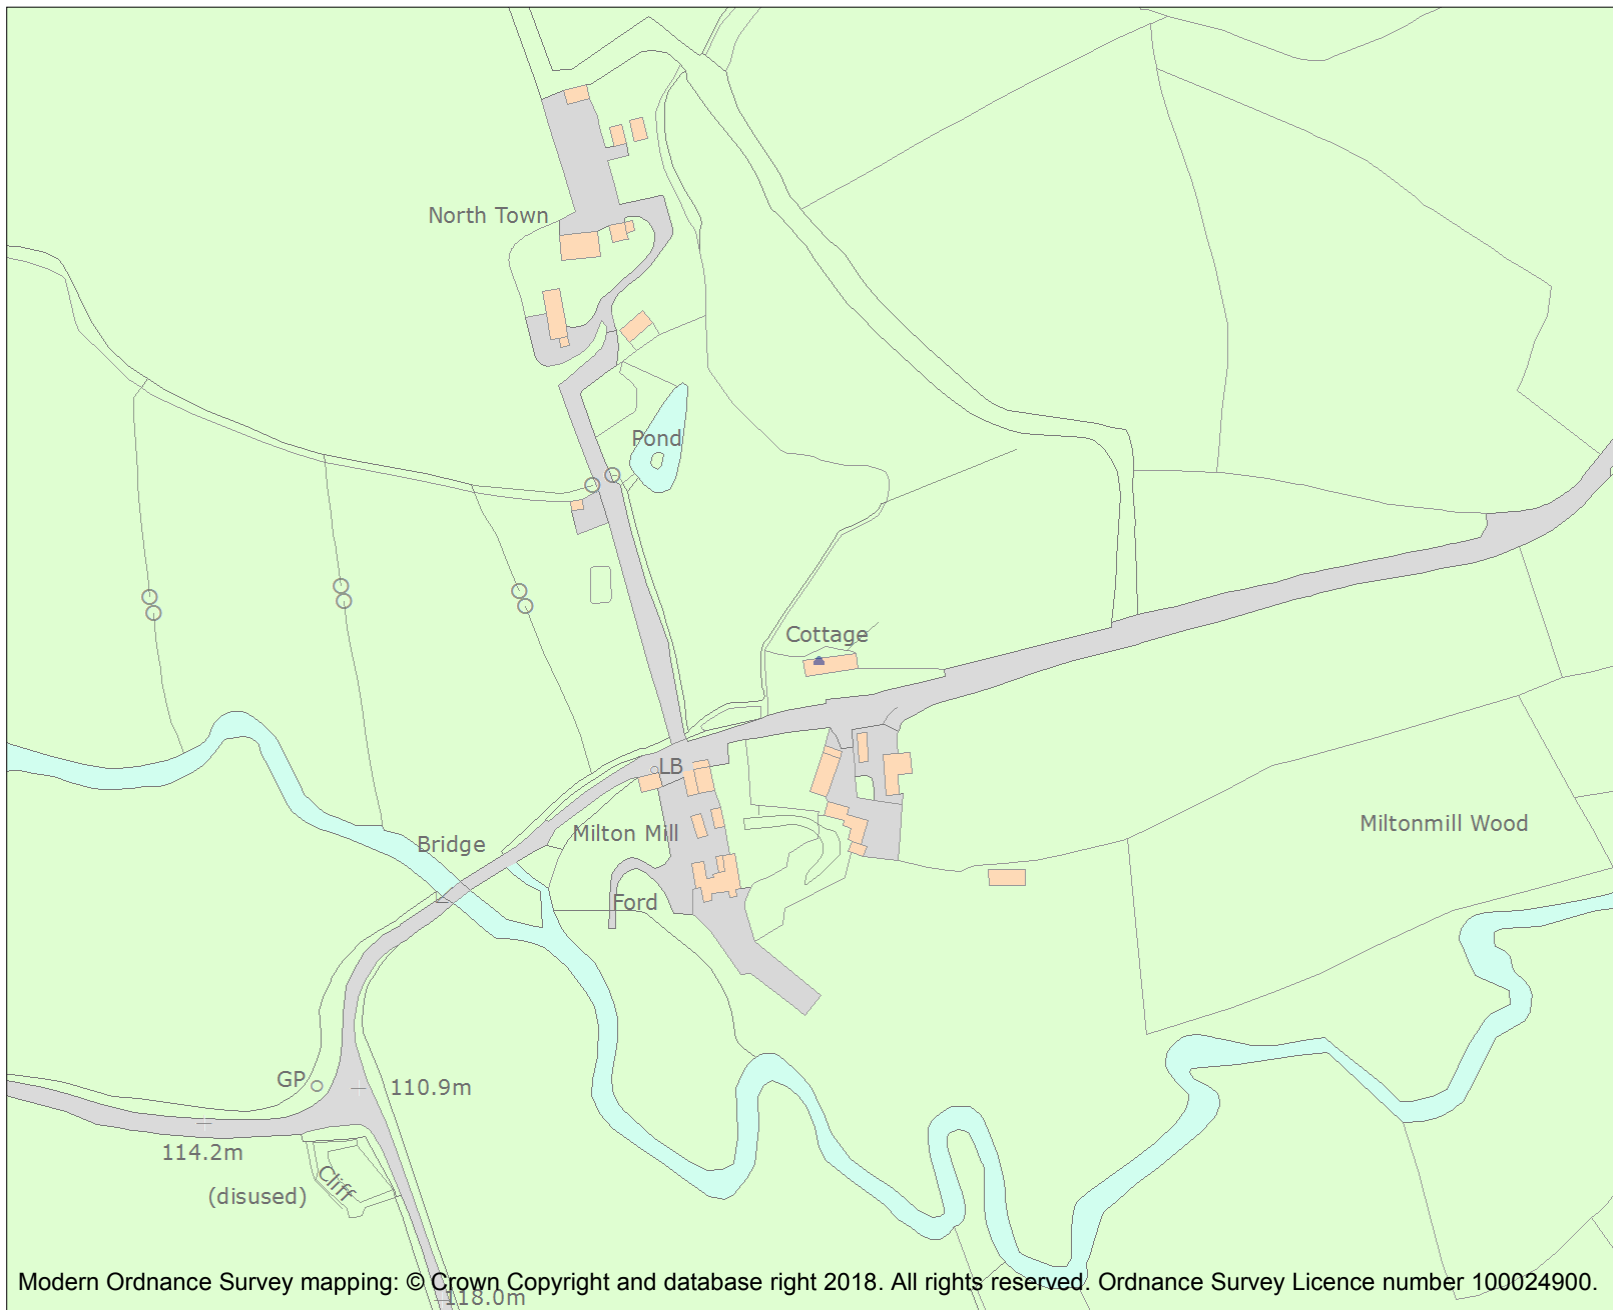 North Town
Pond
Cottage
LB
Milton Mill
Miltonmill Wood
Bridge
Ford
GP
110.9m
114.2m
Cliff
(disused)
Modern Ordnance Survey mapping: © Crown Copyright and database right 2018. All rights reserved. Ordnance Survey Licence number 100024900.
118.0m